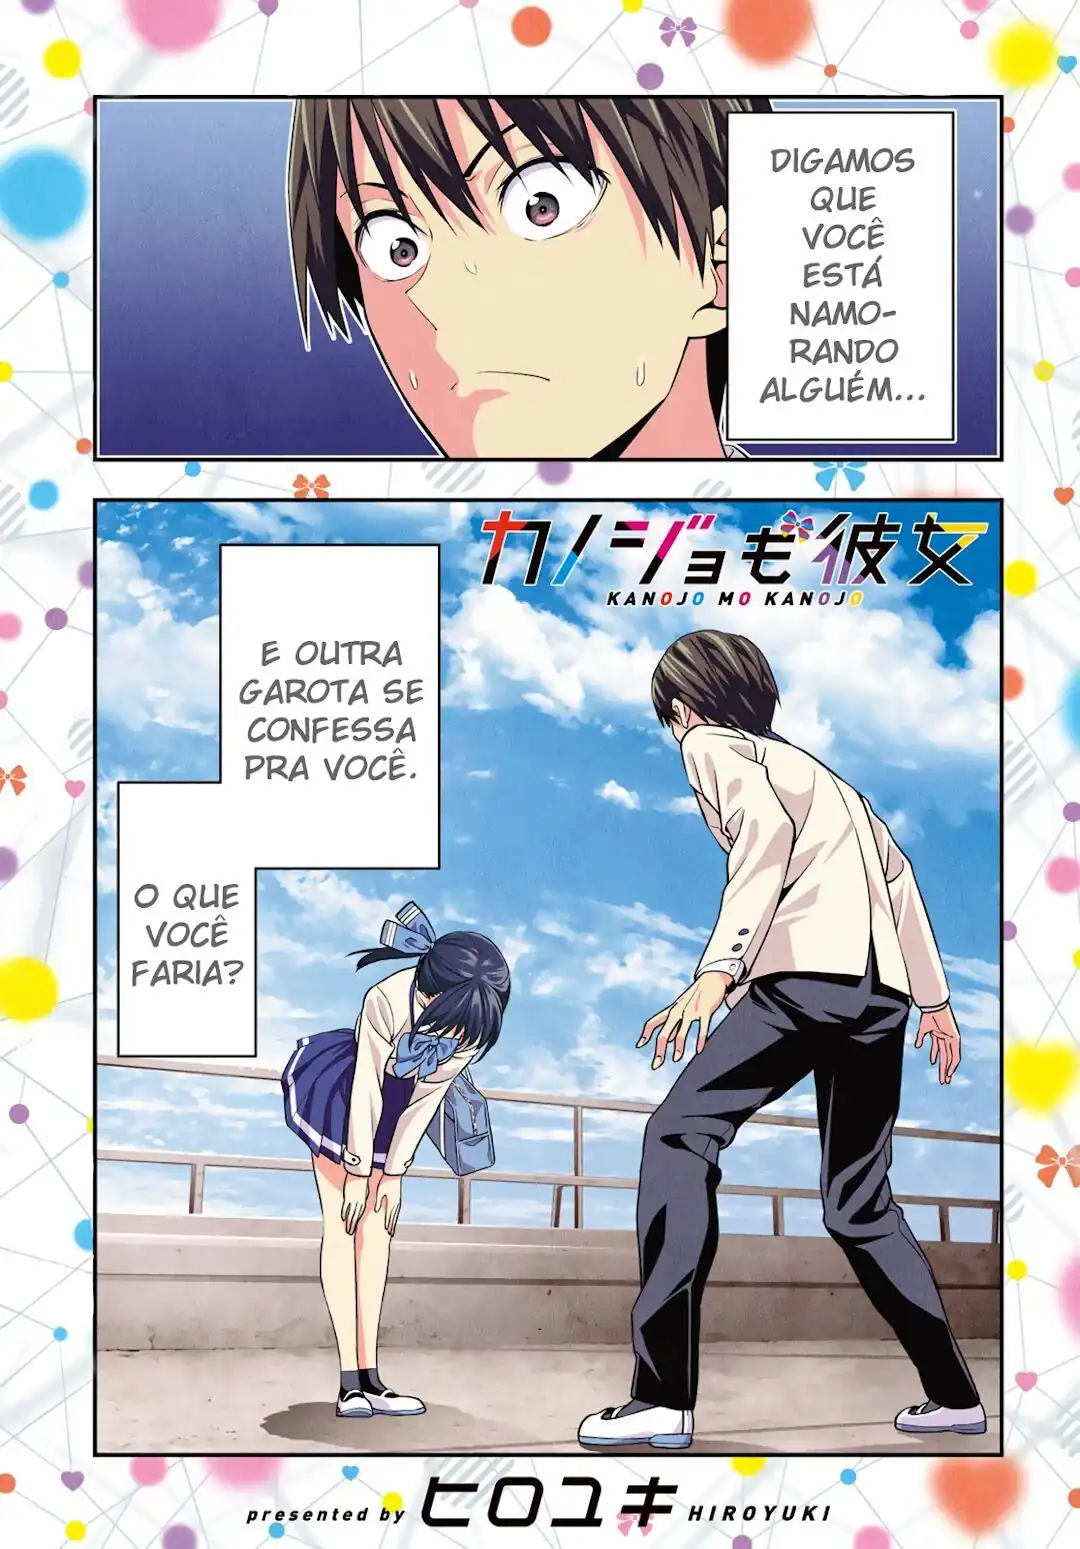 DIGAMOS
QUE
VOCÊ
ESTÁ
NAMO-
RANDO
ALGUÉM...
カノジョも彼女
KANOJO MO KANOJO
E OUTRA
GAROTA SE
CONFESSA
PRA VOCÊ.
O QUE
VOCÊ
FARIA?
presented by ヒロユキ HIROYUKI